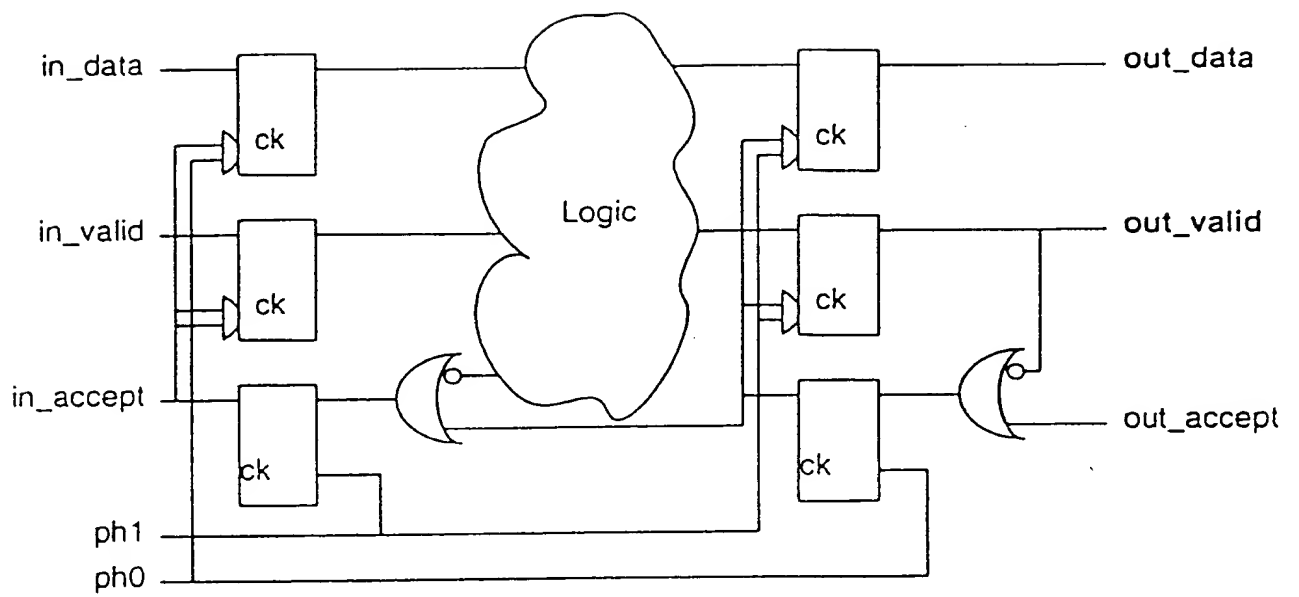 in_data
ck
ck
out_data
in_valid
ck
Logic
ck
out_valid
in_accept
ck
ck
out_accept
ph1
ph0